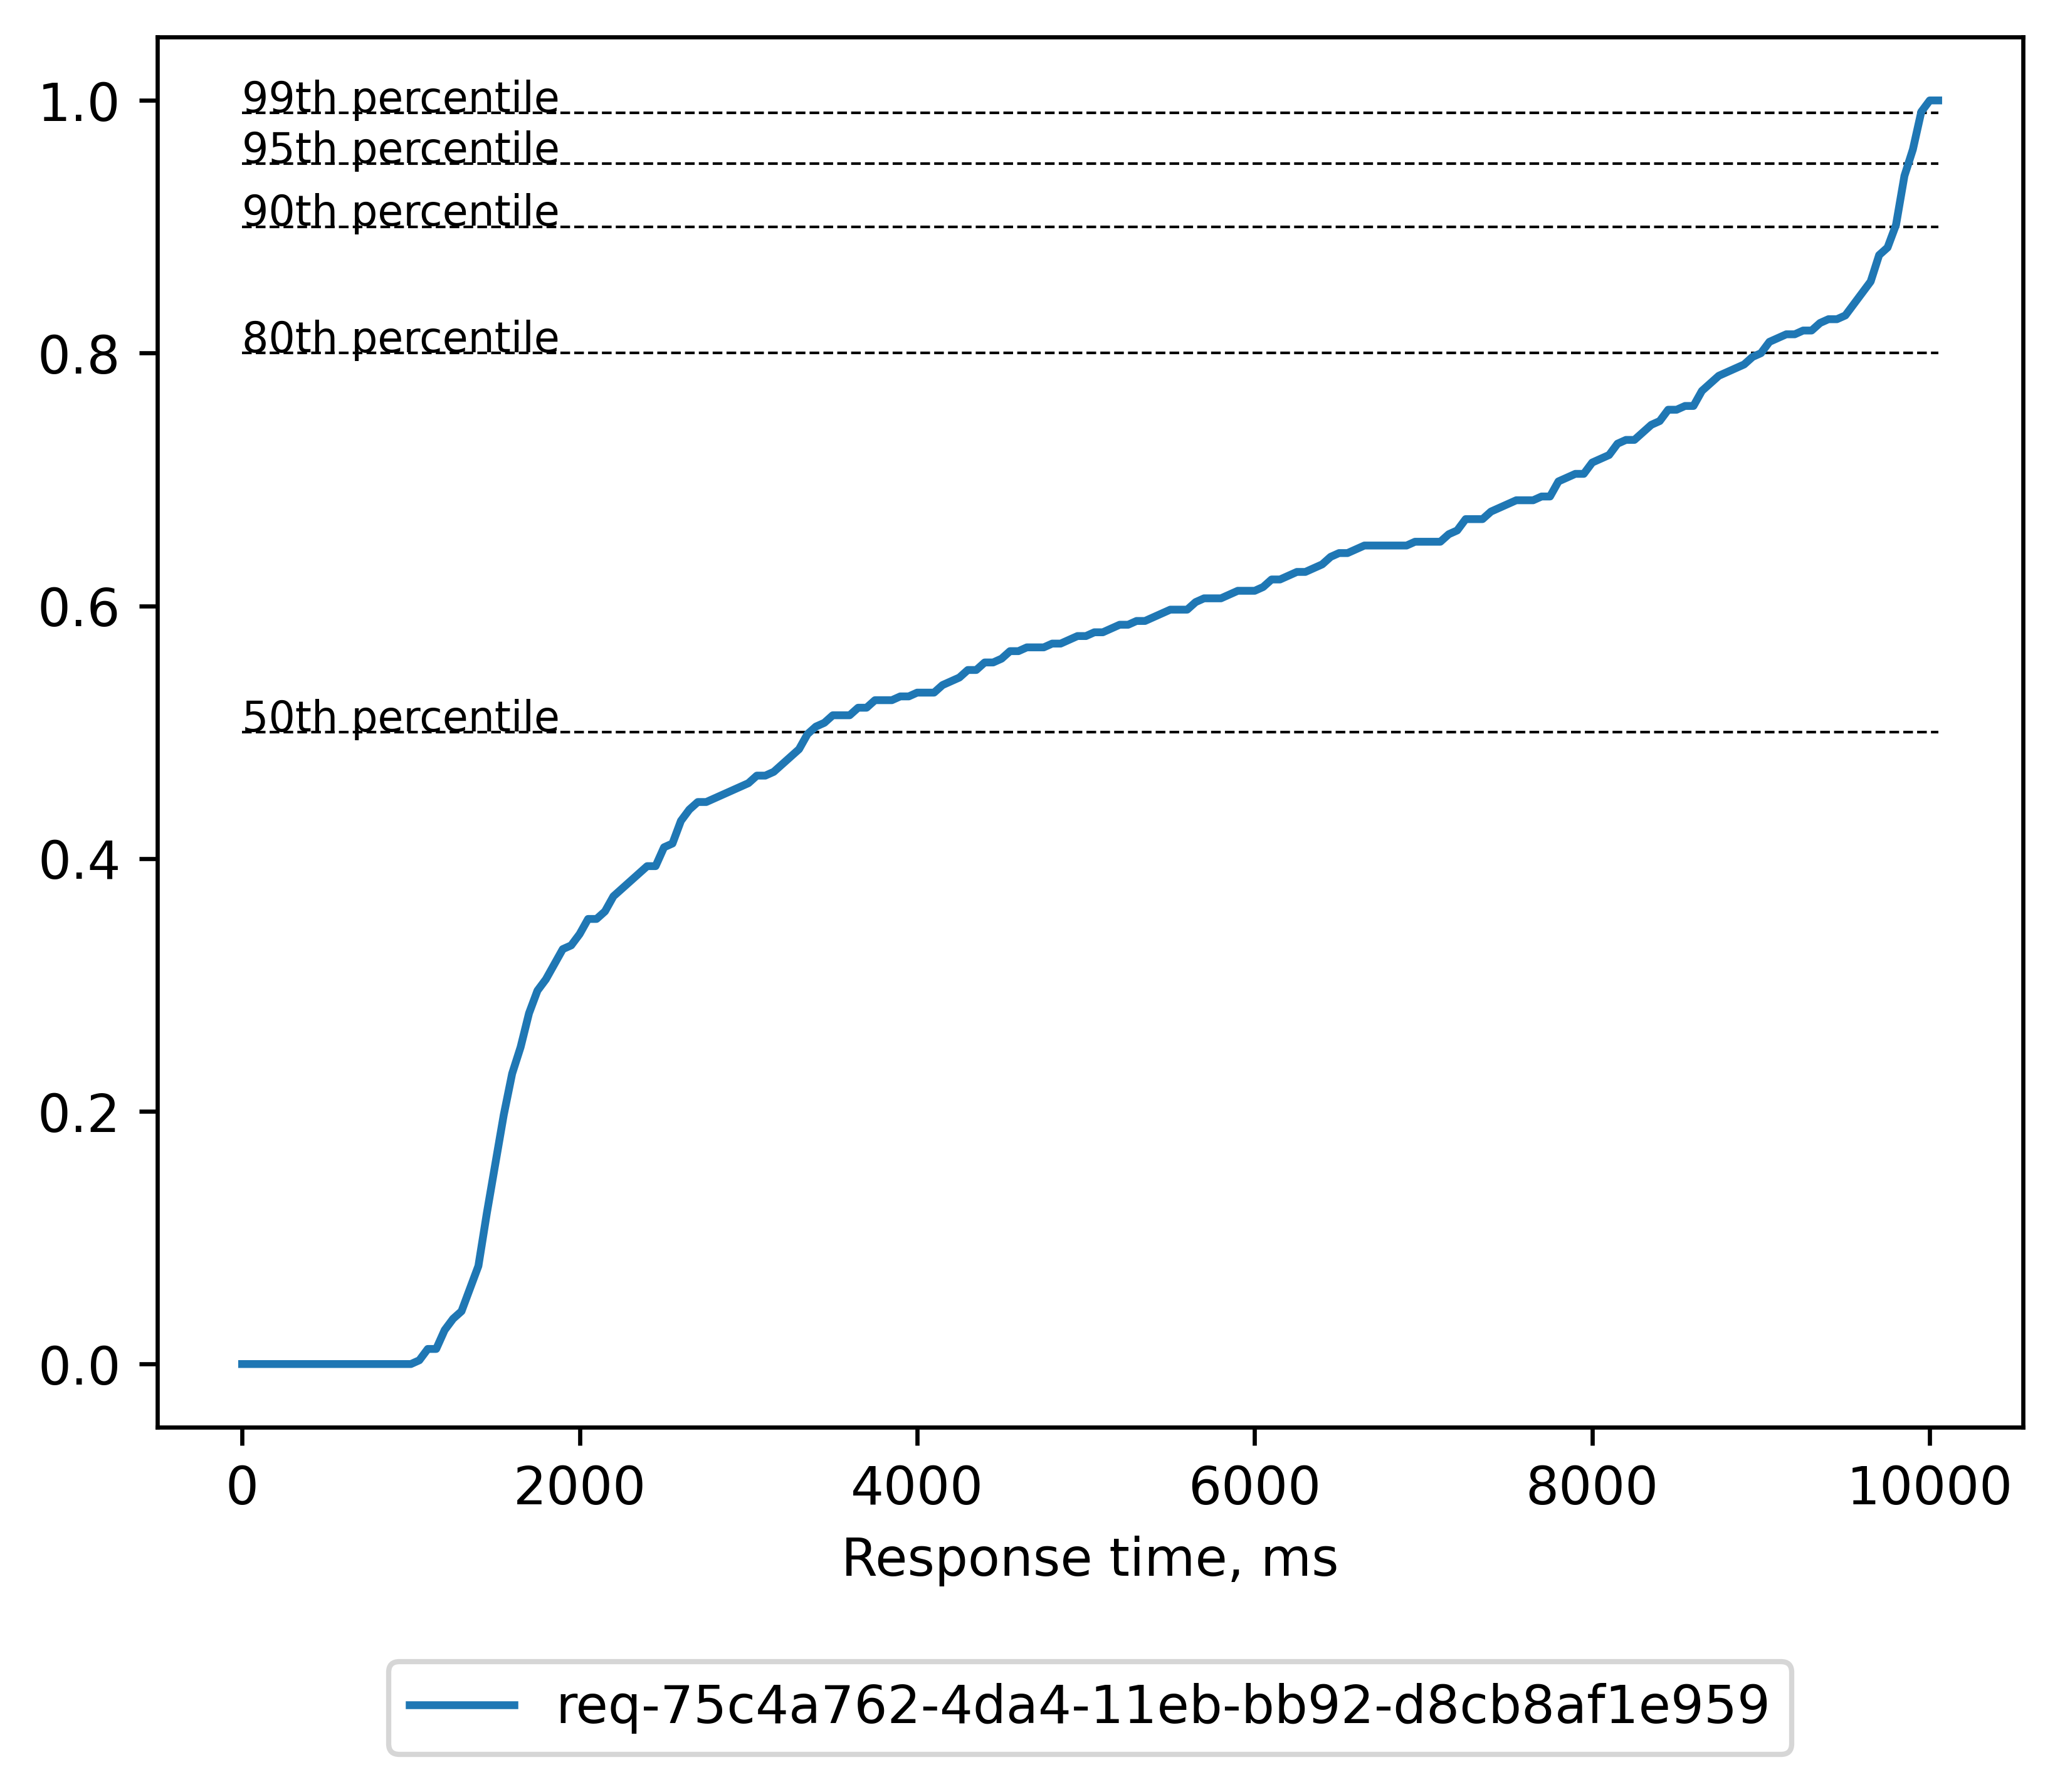 1.0
0.8
0.6
0.4
0.2
0.0
99th percentile
95th percentile
90th percentile
80th percentile
50th percentile
0 2000 4000 6000 8000 10000
Response time, ms
req-75c4a762-4da4-11eb-bb92-d8cb8af1e959